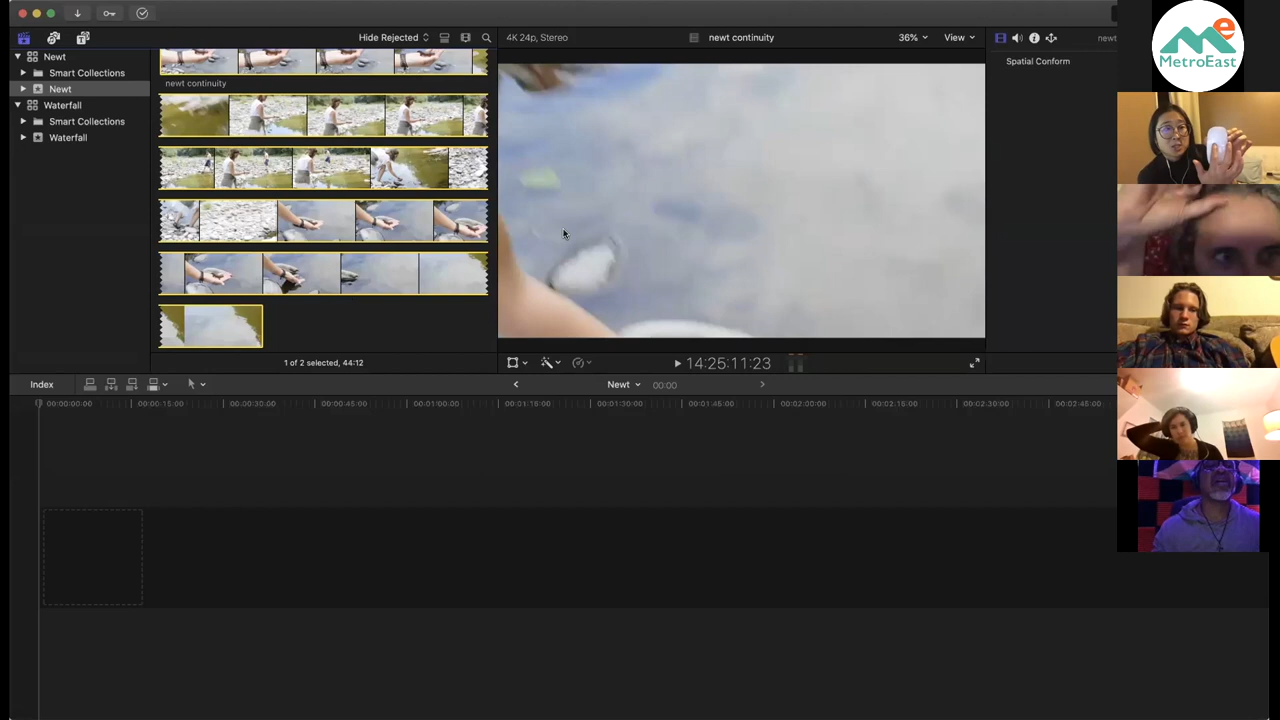 Hide Rejected
4K 24p, Stereo
newt continuity
36%
View
newt
e
MetroEast
Newt
Smart Collections
Newt
Waterfall
Smart Collections
Waterfall
newt continuity
Spatial Conform
1 of 2 selected, 44:12
14:25:11:23
Index
Newt
00:00
00:00:00:00
00:00:15:00
00:00:30:00
00:00:45:00
00:01:00:00
00:01:15:00
00:01:30:00
00:01:45:00
00:02:00:00
00:02:15:00
00:02:30:00
00:02:45:00